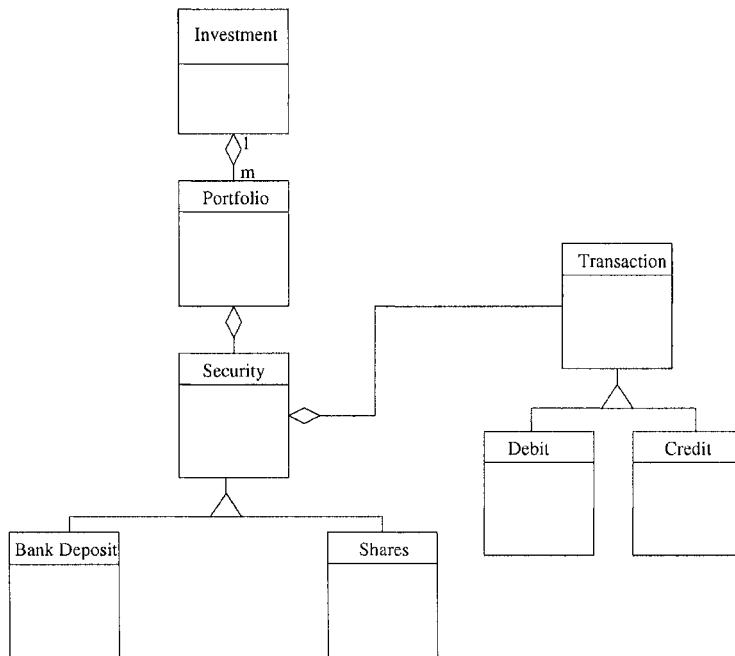 Investment
1
m
Portfolio
Transaction
Security
Debit
Credit
Bank Deposit
Shares